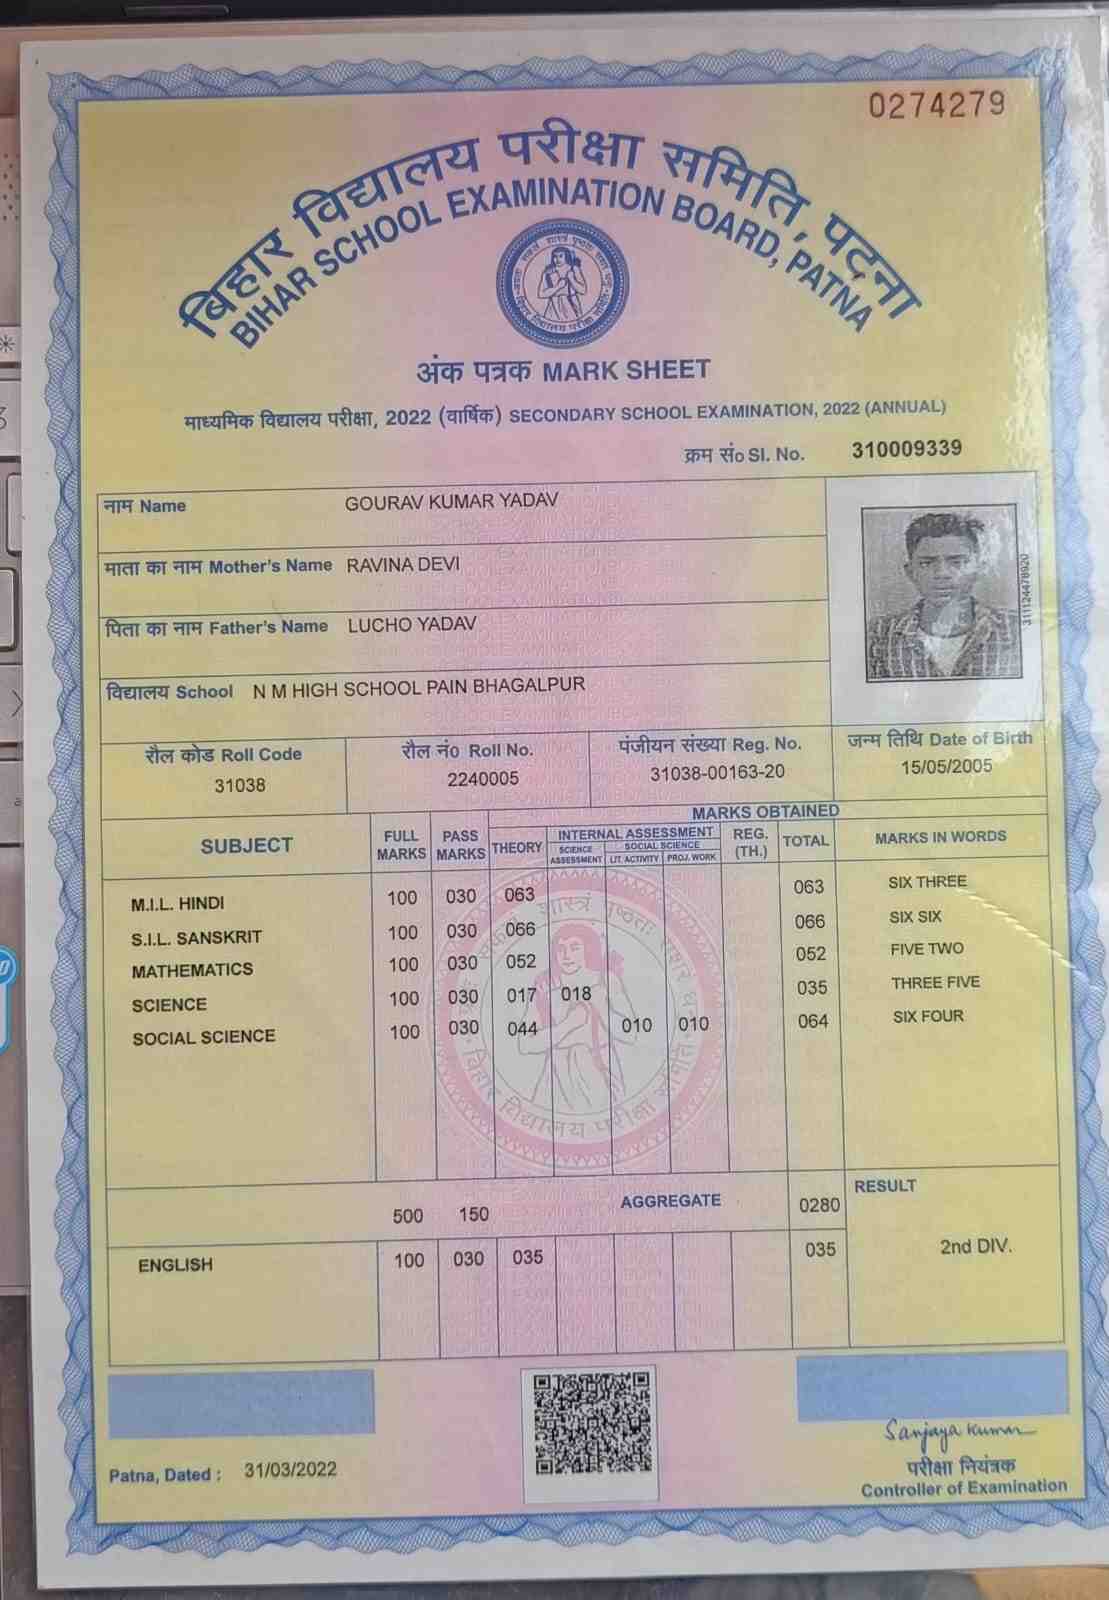 0274279
बिहार विद्यालय परीक्षा समिति, पटना
BIHAR SCHOOL EXAMINATION BOARD, PATNA
अंक पत्रक MARK SHEET
माध्यमिक विद्यालय परीक्षा, 2022 (वार्षिक) SECONDARY SCHOOL EXAMINATION, 2022 (ANNUAL)
क्रम सं० Sl. No. 310009339
नाम Name GOURAV KUMAR YADAV
माता का नाम Mother's Name RAVINA DEVI
पिता का नाम Father's Name LUCHO YADAV
311124478920
विद्यालय School N M HIGH SCHOOL PAIN BHAGALPUR
रौल कोड Roll Code रौल नं० Roll No. पंजीयन संख्या Reg. No. जन्म तिथि Date of Birth
31038 2240005 31038-00163-20 15/05/2005
MARKS OBTAINED
SUBJECT FULL MARKS PASS MARKS THEORY INTERNAL ASSESSMENT REG. (TH.) TOTAL MARKS IN WORDS
SCIENCE ASSESSMENT SOCIAL SCIENCE
LIT. ACTIVITY PROJ. WORK
M.I.L. HINDI 100 030 063 063 SIX THREE
S.I.L. SANSKRIT 100 030 066 066 SIX SIX
MATHEMATICS 100 030 052 052 FIVE TWO
SCIENCE 100 030 017 018 035 THREE FIVE
SOCIAL SCIENCE 100 030 044 010 010 064 SIX FOUR
500 150 AGGREGATE 0280 RESULT
ENGLISH 100 030 035 035 2nd DIV.
Sanjaya Kumar
Patna, Dated : 31/03/2022
परीक्षा नियंत्रक
Controller of Examination